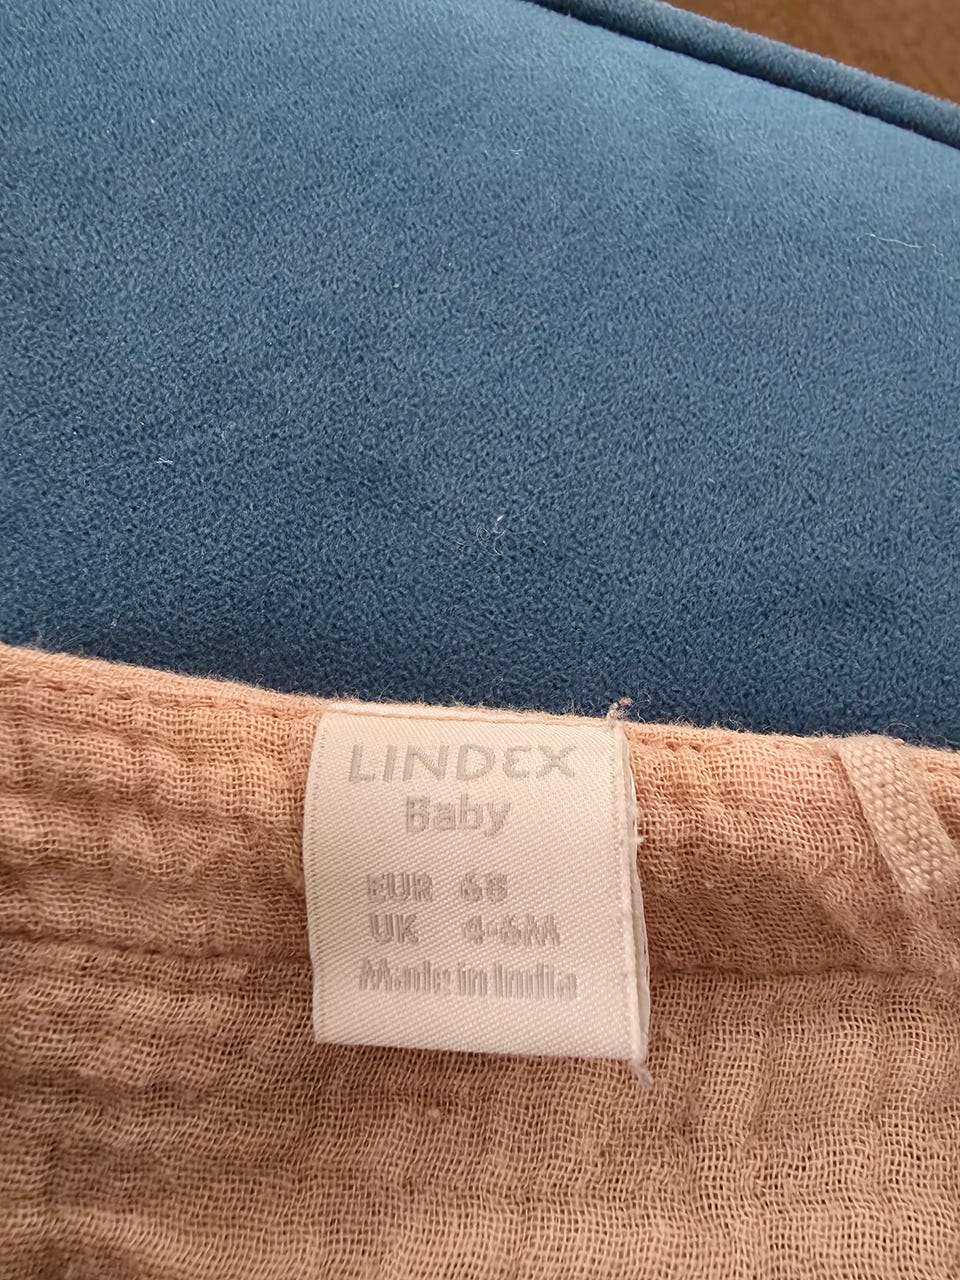 LINDEX
Baby
EUR 68
UK 4-6M
Made in India